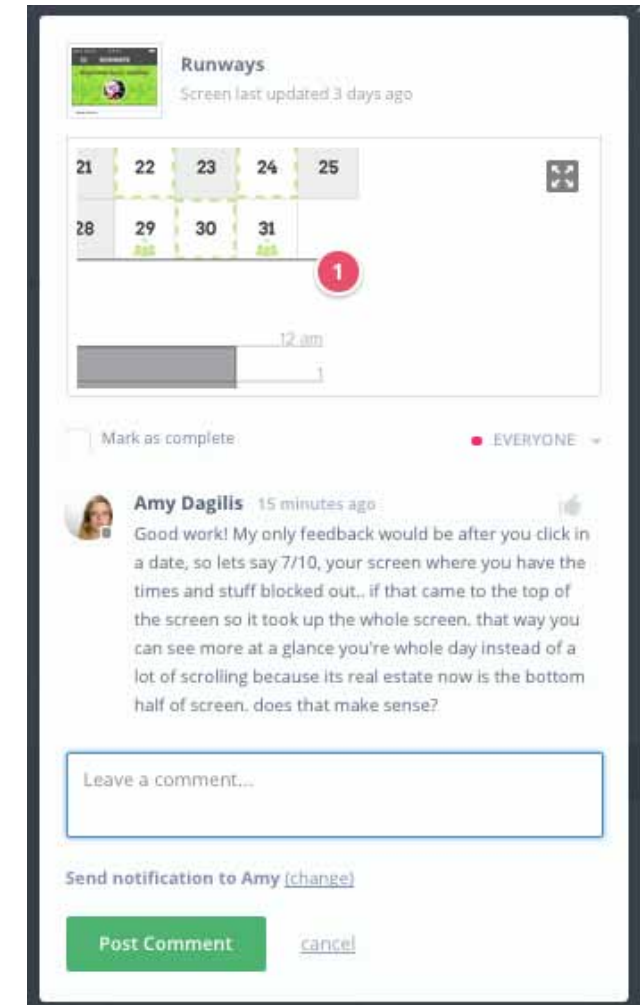 Runways
Screen last updated 3 days ago
21 22 23 24 25
28 29 30 31
1
12 am
1
Mark as complete
EVERYONE
Amy Dagilis 15 minutes ago
Good work! My only feedback would be after you click in
a date, so lets say 7/10, your screen where you have the
times and stuff blocked out.. if that came to the top of
the screen so it took up the whole screen. that way you
can see more at a glance you're whole day instead of a
lot of scrolling because its real estate now is the bottom
half of screen. does that make sense?
Leave a comment...
Send notification to Amy (change)
Post Comment cancel